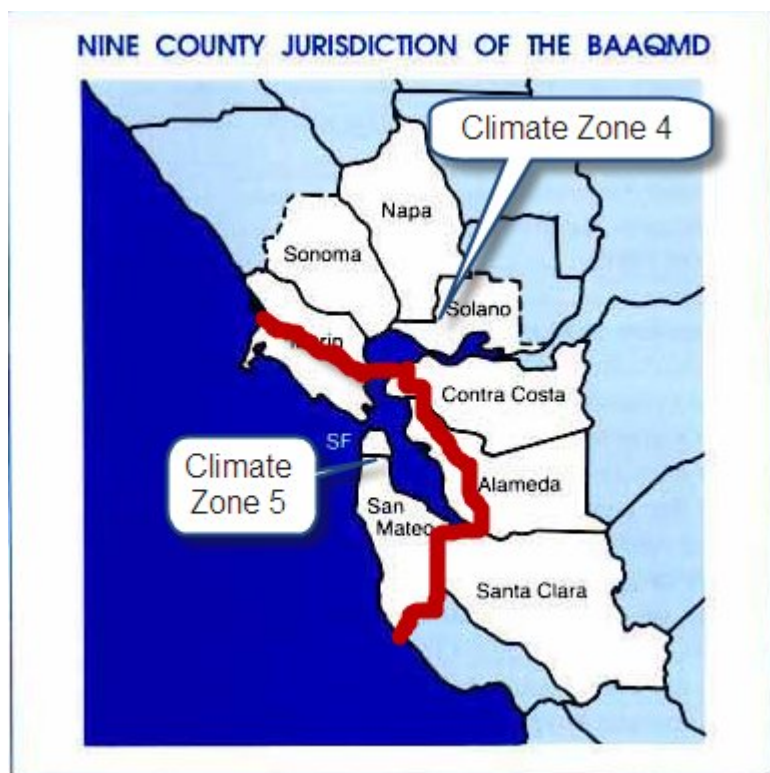 NINE COUNTY JURISDICTION OF THE BAAQMD
Climate Zone 4
Napa
Sonoma
Solano
Contra Costa
SF
Climate
Zone 5
Alameda
San
Mateo
Santa Clara